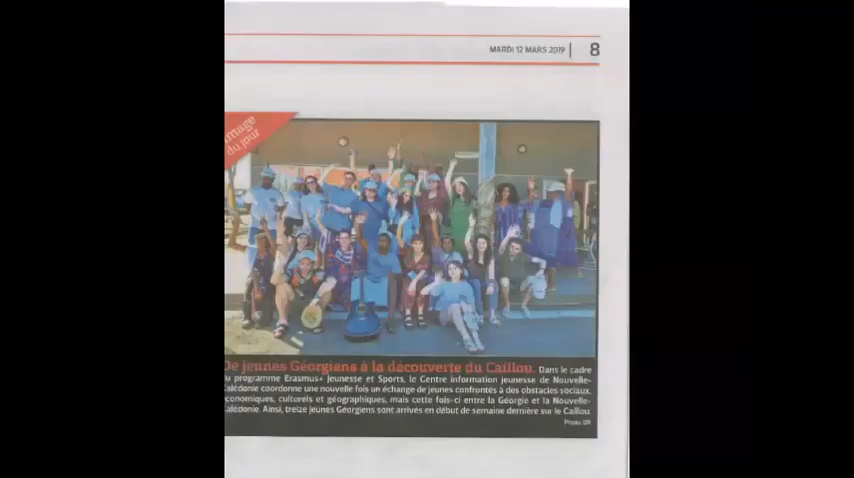 MARDI 12 MARS 2019 | 8
Image
du jour
De jeunes Géorgiens à la découverte du Caillou. Dans le cadre
du programme Erasmus+ Jeunesse et Sports, le Centre information jeunesse de Nouvelle-
Calédonie coordonne une nouvelle fois un échange de jeunes confrontés à des obstacles sociaux,
économiques, culturels et géographiques, mais cette fois-ci entre la Géorgie et la Nouvelle-
Calédonie. Ainsi, treize jeunes Géorgiens sont arrivés en début de semaine dernière sur le Caillou.
Photo DR